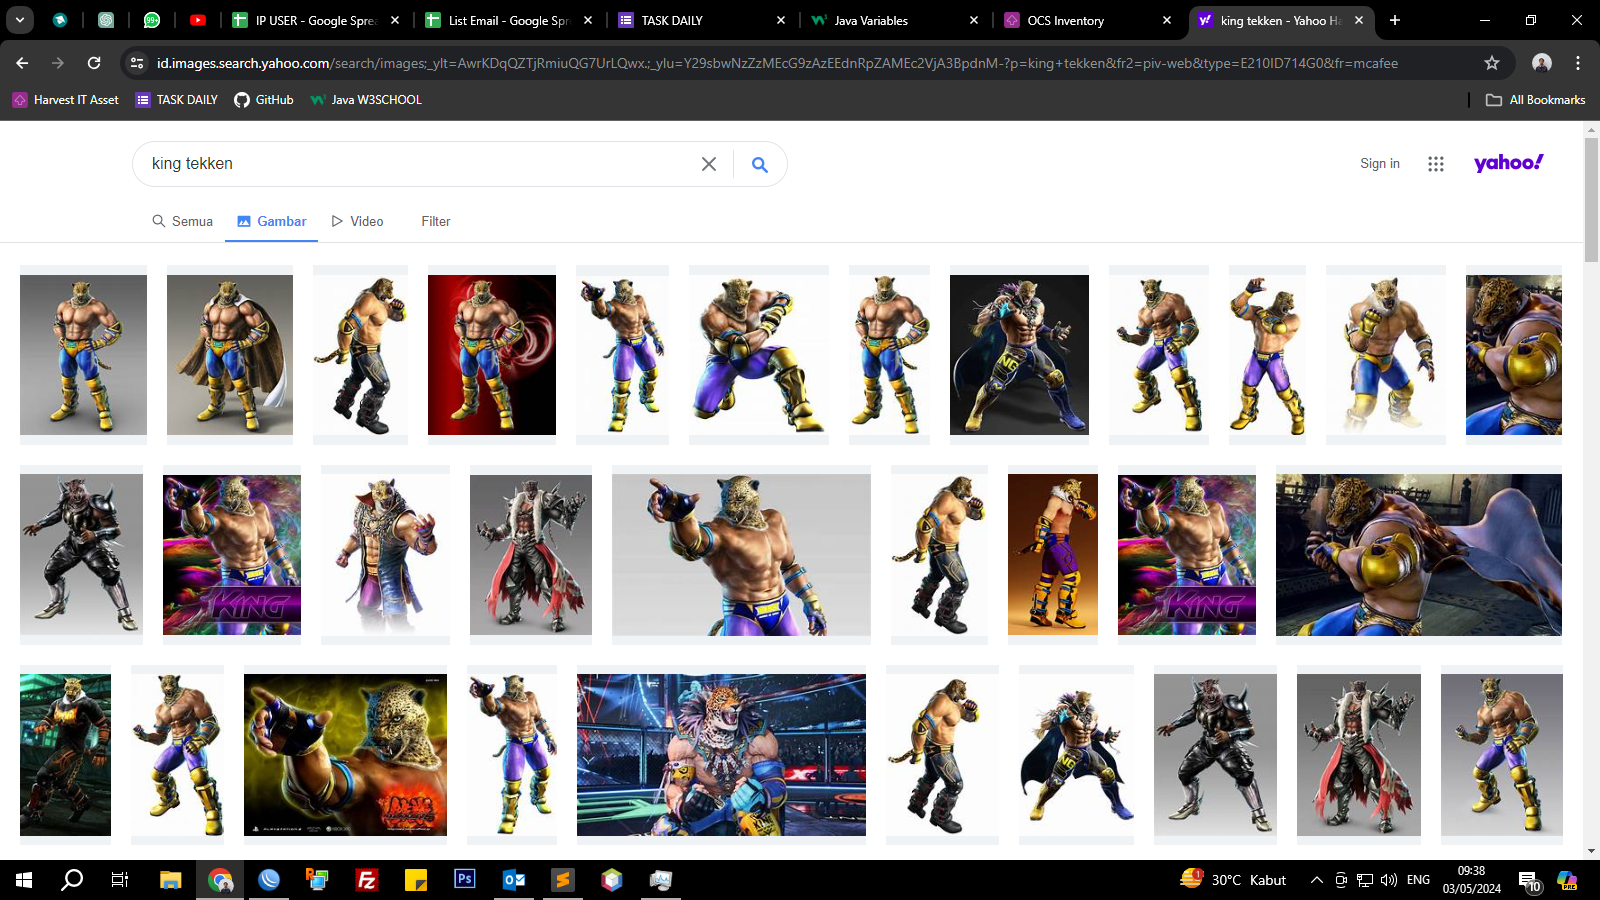 99+
IP USER - Google Sprea
List Email - Google Spr
TASK DAILY
Java Variables
OCS Inventory
king tekken - Yahoo Ha
id.images.search.yahoo.com/search/images;_ylt=AwrKDqQZTjRmiuQG7UrLQwx.;_ylu=Y29sbwNzZzMEcG9zAzEEdnRpZAMEc2VjA3BpdnM-?p=king+tekken&fr2=piv-web&type=E210ID714G0&fr=mcafee
Harvest IT Asset
TASK DAILY
GitHub
Java W3SCHOOL
All Bookmarks
king tekken
Sign in
yahoo!
Semua
Gambar
Video
Filter
KING
KING
1
30°C Kabut
ENG
09:38
03/05/2024
10